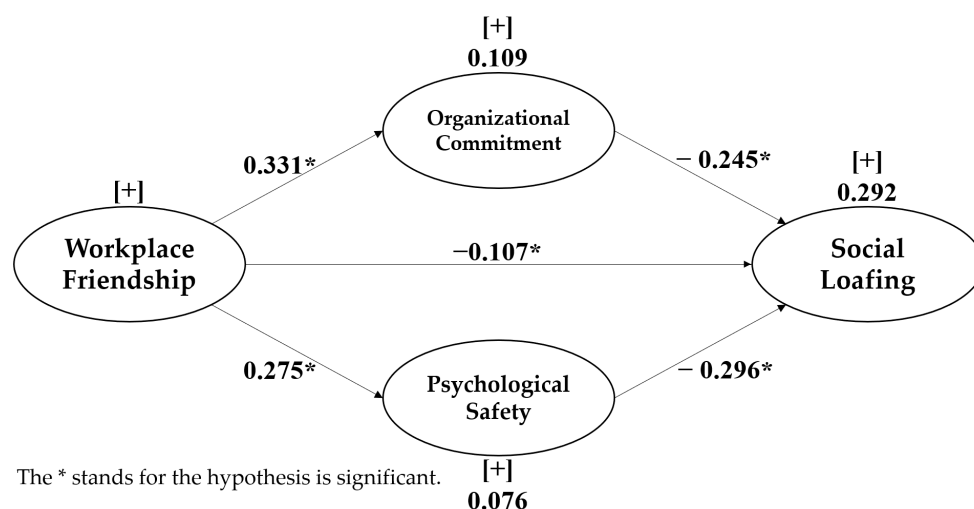 [+]
0.109
Organizational
Commitment
0.331*
− 0.245*
[+]
0.292
[+]
Workplace
Friendship
−0.107*
Social
Loafing
0.275*
− 0.296*
Psychological
Safety
The * stands for the hypothesis is significant.
[+]
0.076